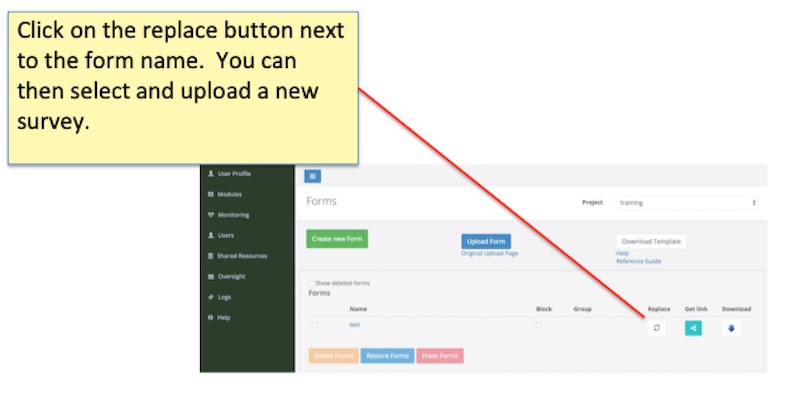 Click on the replace button next
to the form name.  You can
then select and upload a new
survey.
User Profile
Modules
Monitoring
Users
Shared Resources
Oversight
Logs
Help
Forms
Project
training
Create new Form
Upload Form
Original Upload Page
Download Template
Help
Reference Guide
Show deleted forms
Forms
Name Block Group Replace Get link Download
test
Delete Forms Restore Forms Erase Forms